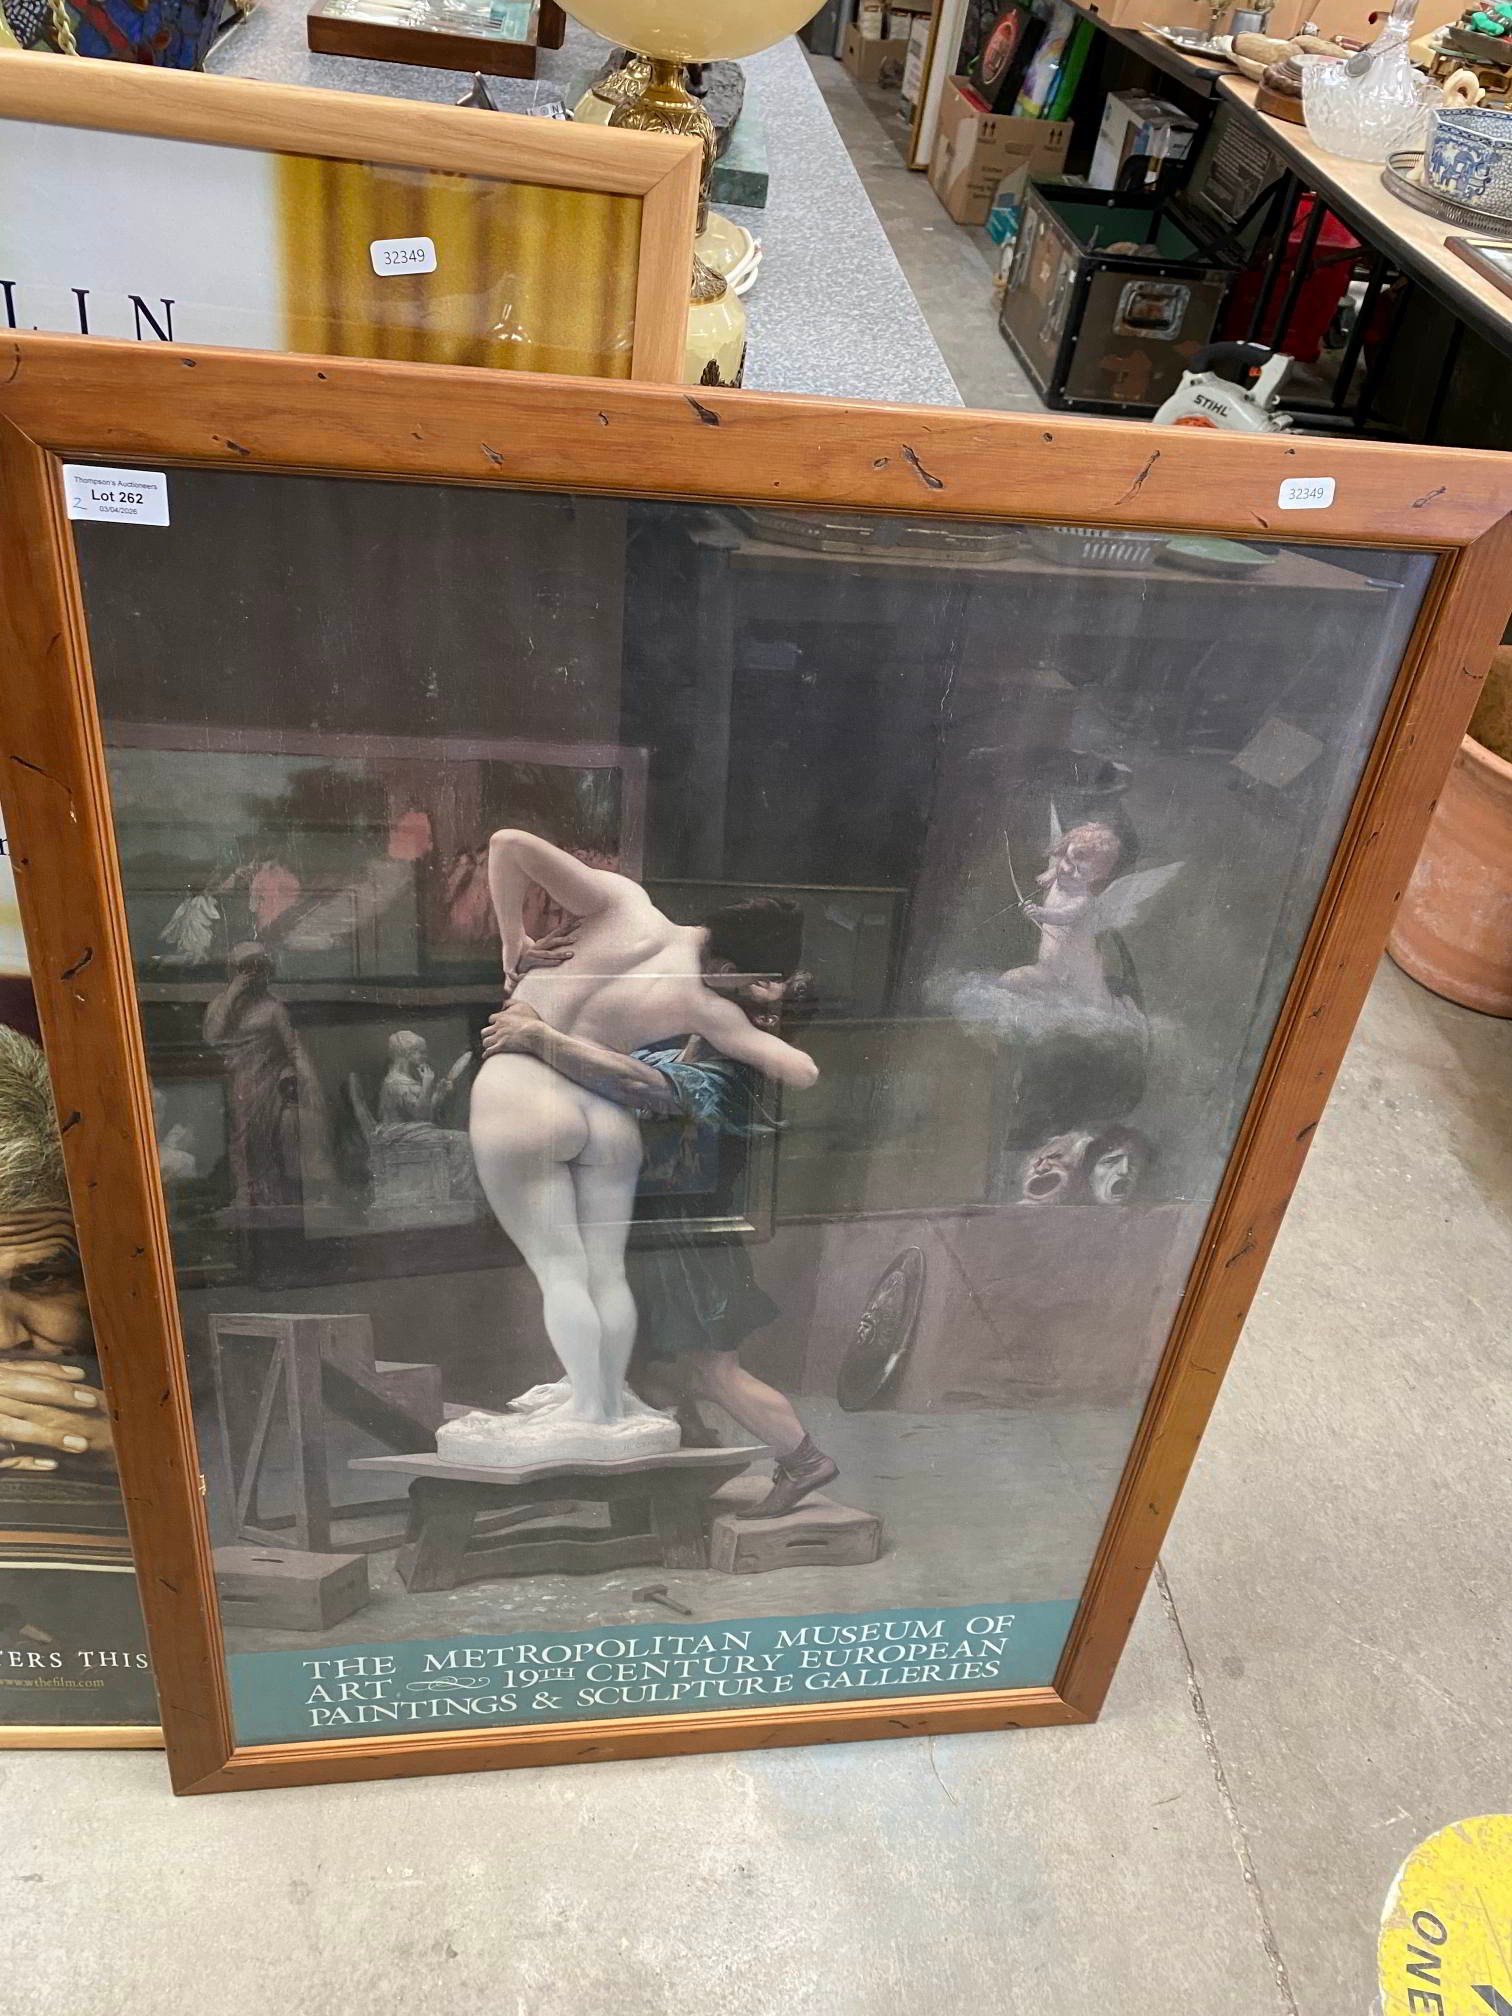 32349
LIN
STIHL
Thompson's Auctioneers
Lot 262
2
03/04/2026
32349
TERS THIS
www.thefilm.com
THE METROPOLITAN MUSEUM OF
ART 19TH CENTURY EUROPEAN
PAINTINGS & SCULPTURE GALLERIES
ONE